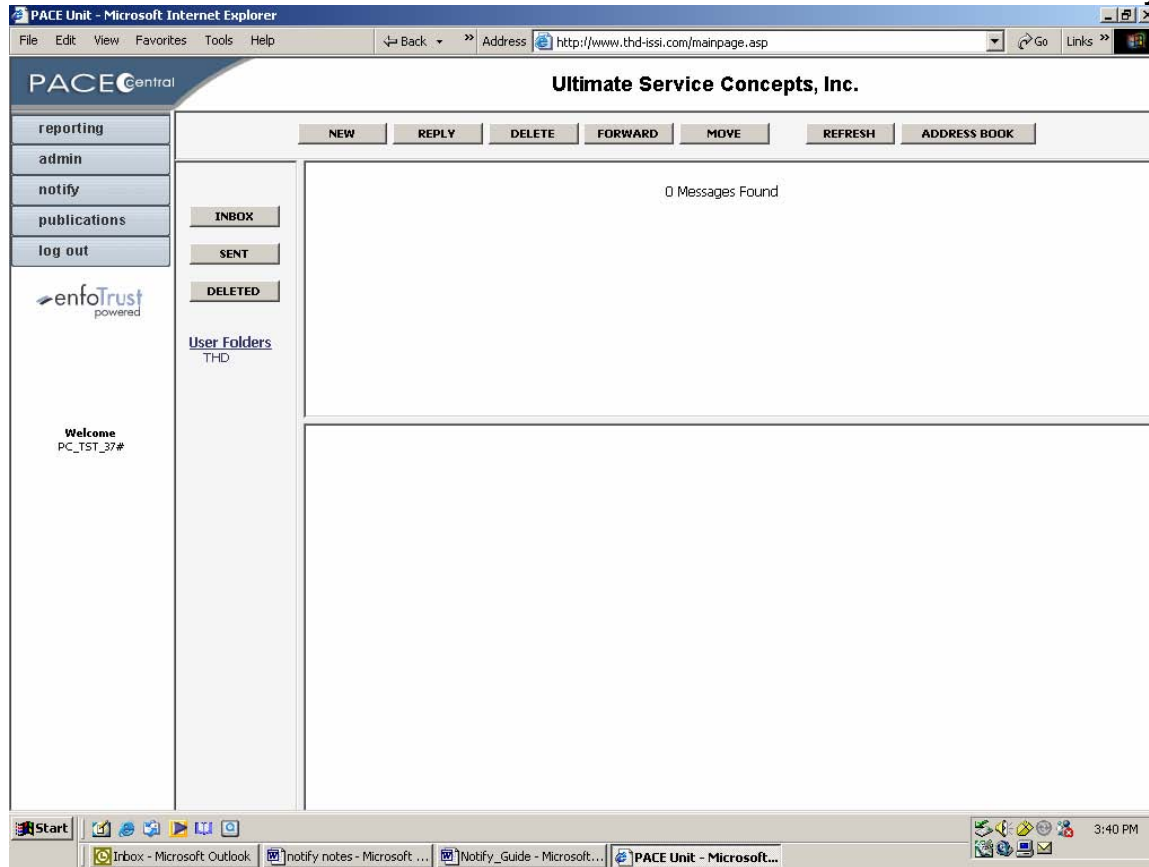 PACE Unit - Microsoft Internet Explorer
File Edit View Favorites Tools Help
Back » Address http://www.thd-issi.com/mainpage.asp Go Links »
PACE Central
Ultimate Service Concepts, Inc.
reporting
admin
notify
publications
log out
NEW REPLY DELETE FORWARD MOVE REFRESH ADDRESS BOOK
INBOX
SENT
DELETED
User Folders
THD
0 Messages Found
enfoTrust
powered
Welcome
PC_TST_37#
Start
3:40 PM
Inbox - Microsoft Outlook notify notes - Microsoft ... Notify_Guide - Microsoft... PACE Unit - Microsoft...